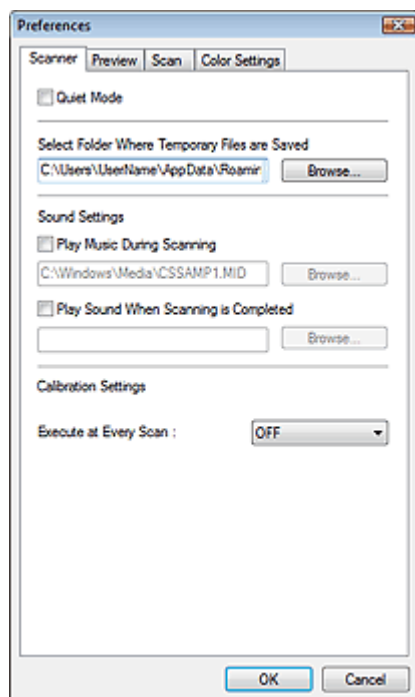 Preferences
Scanner Preview Scan Color Settings
Quiet Mode
Select Folder Where Temporary Files are Saved
C:\Users\UserName\AppData\Roamin Browse...
Sound Settings
Play Music During Scanning
C:\Windows\Media\CSSAMP1.MID Browse...
Play Sound When Scanning is Completed
Browse...
Calibration Settings
Execute at Every Scan : OFF
OK Cancel